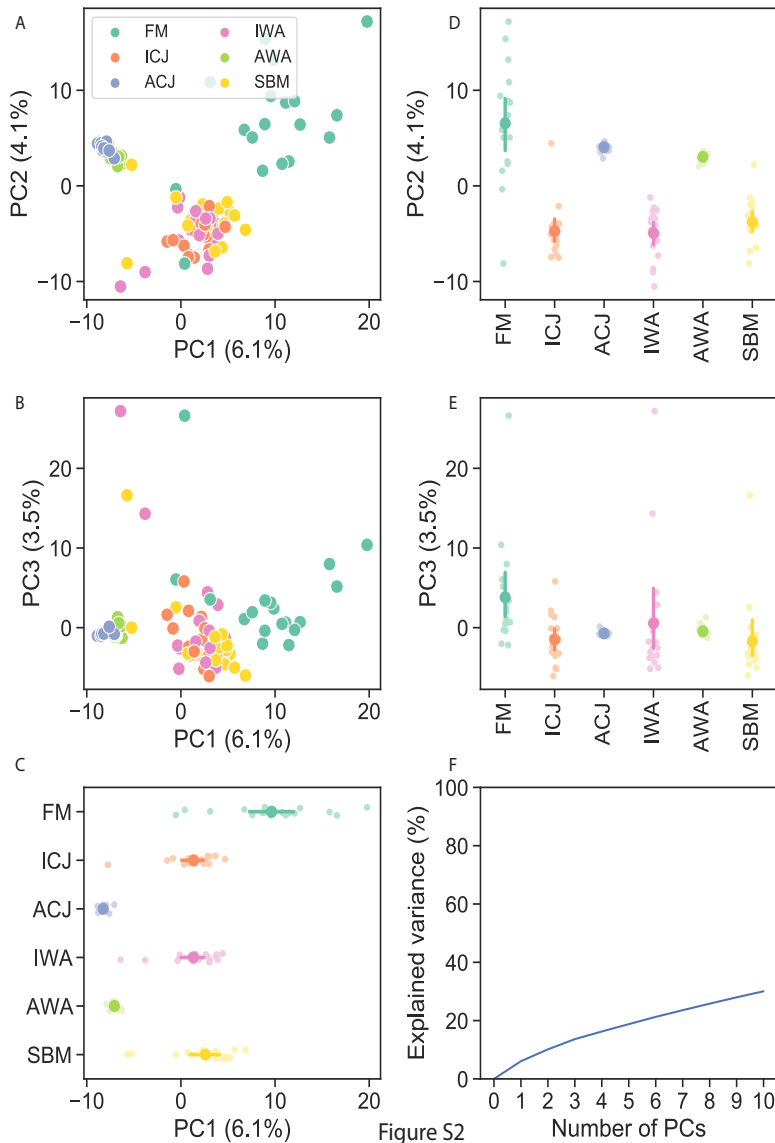 A
FM
ICJ
ACJ
IWA
AWA
SBM
PC2 (4.1%)
10
0
−10
−10
0
10
20
PC1 (6.1%)
D
PC2 (4.1%)
10
0
−10
FM
ICJ
ACJ
IWA
AWA
SBM
B
PC3 (3.5%)
20
10
0
−10
0
10
20
PC1 (6.1%)
E
PC3 (3.5%)
20
10
0
FM
ICJ
ACJ
IWA
AWA
SBM
C
FM
ICJ
ACJ
IWA
AWA
SBM
−10
0
10
20
PC1 (6.1%)
F
Explained variance (%)
100
80
60
40
20
0
0 1 2 3 4 5 6 7 8 9 10
Number of PCs
Figure S2